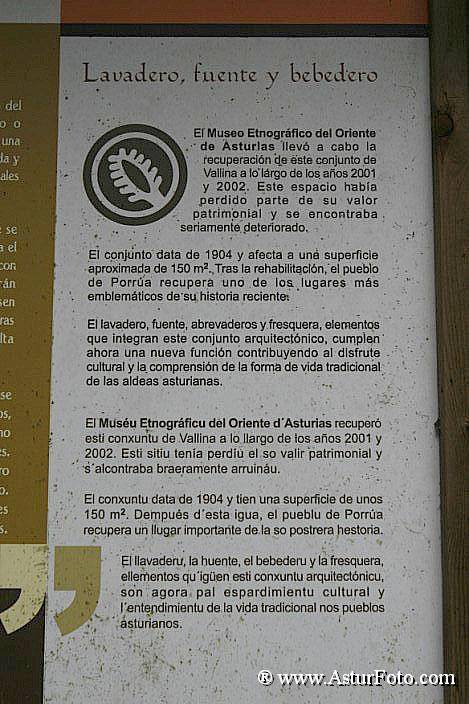 Lavadero, fuente y bebedero
El Museo Etnográfico del Oriente
de Asturias llevó a cabo la
recuperación de este conjunto de
Vallina a lo largo de los años 2001
y 2002. Este espacio había
perdido parte de su valor
patrimonial y se encontraba
seriamente deteriorado.
El conjunto data de 1904 y afecta a una superficie
aproximada de 150 m². Tras la rehabilitación, el pueblo
de Porrúa recupera uno de los lugares más
emblemáticos de su historia reciente.
El lavadero, fuente, abrevaderos y fresquera, elementos
que integran este conjunto arquitectónico, cumplen
ahora una nueva función contribuyendo al disfrute
cultural y la comprensión de la forma de vida tradicional
de las aldeas asturianas.
El Muséu Etnográficu del Oriente d´Asturias recuperó
esti conxuntu de Vallina a lo llargo de los años 2001 y
2002. Esti sitiu tenía perdíu el so valir patrimonial y
s´alcontraba braeramente arruináu.
El conxuntu data de 1904 y tien una superficie de unos
150 m². Dempués d´esta igua, el pueblu de Porrúa
recupera un llugar importante de la so postrera hestoria.
El llavaderu, la huente, el bebederu y la fresquera,
ellementos qu´igüen esti conxuntu arquitectónicu,
son agora pal espardimientu cultural y
l´entendimientu de la vida tradicional nos pueblos
asturianos.
® www.AsturFoto.com ®